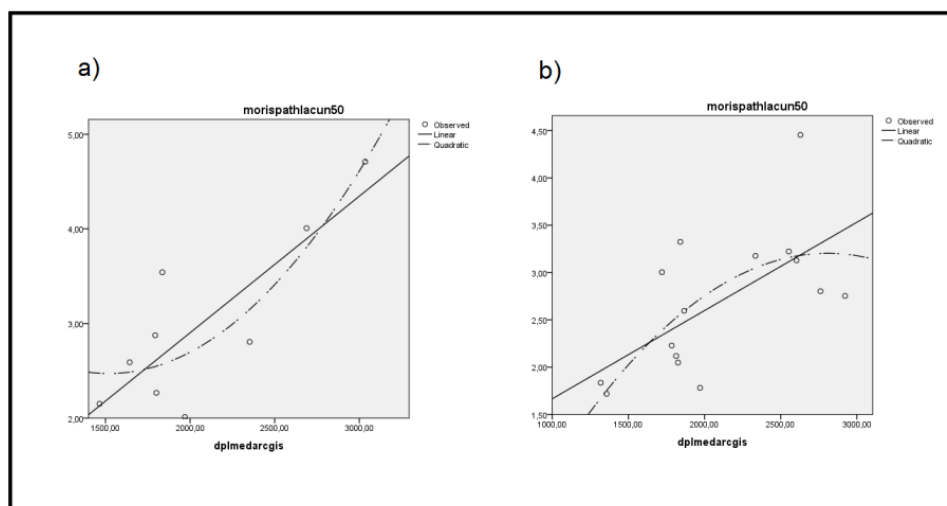 a)
morispathlacun50
Observed
Linear
Quadratic
5,00
4,00
3,00
2,00
1500,00 2000,00 2500,00 3000,00
dplmedarcgis
b)
morispathlacun50
Observed
Linear
Quadratic
4,50
4,00
3,50
3,00
2,50
2,00
1,50
1000,00 1500,00 2000,00 2500,00 3000,00
dplmedarcgis